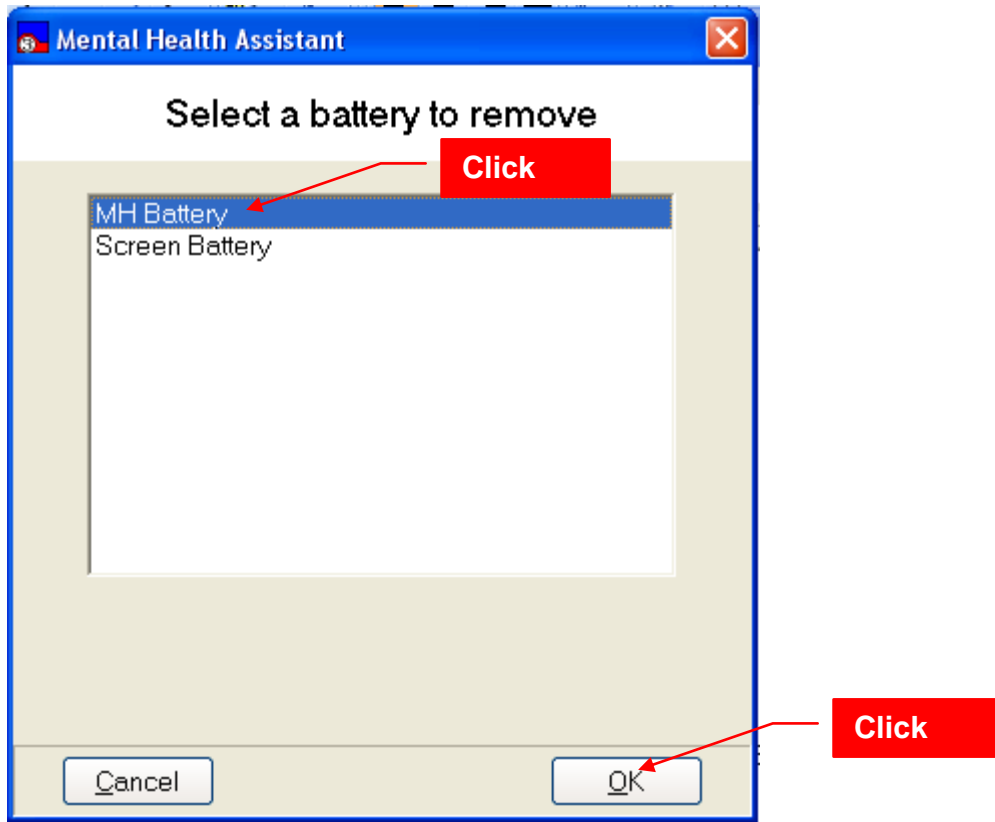 Mental Health Assistant
Select a battery to remove
Click
MH Battery
Screen Battery
Click
Cancel
OK